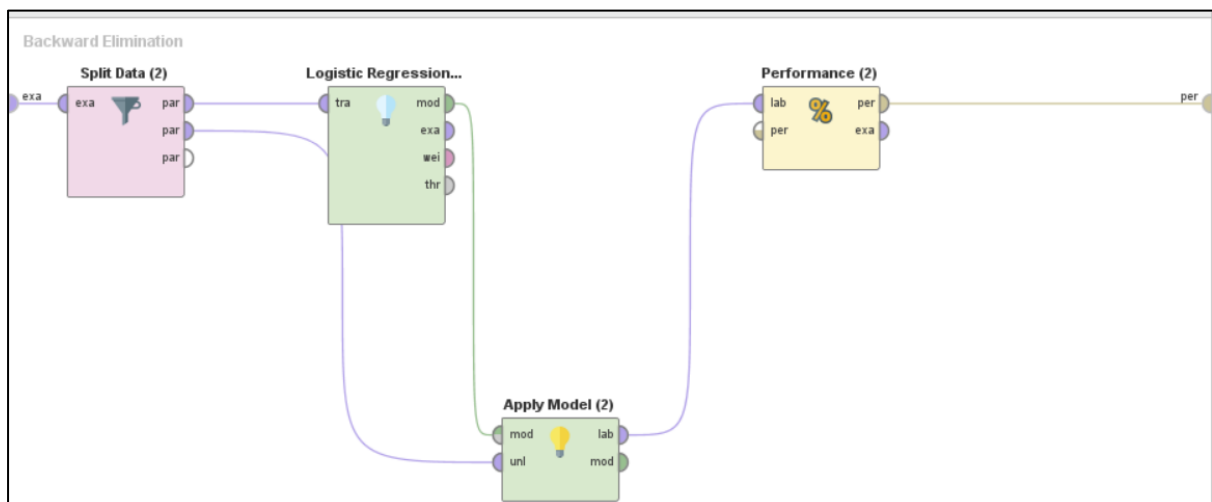 Backward Elimination
Split Data (2)
Logistic Regression...
Performance (2)
exa
exa
par
par
par
tra
mod
exa
wei
thr
lab
per
%
per
exa
per
Apply Model (2)
mod
lab
unl
mod